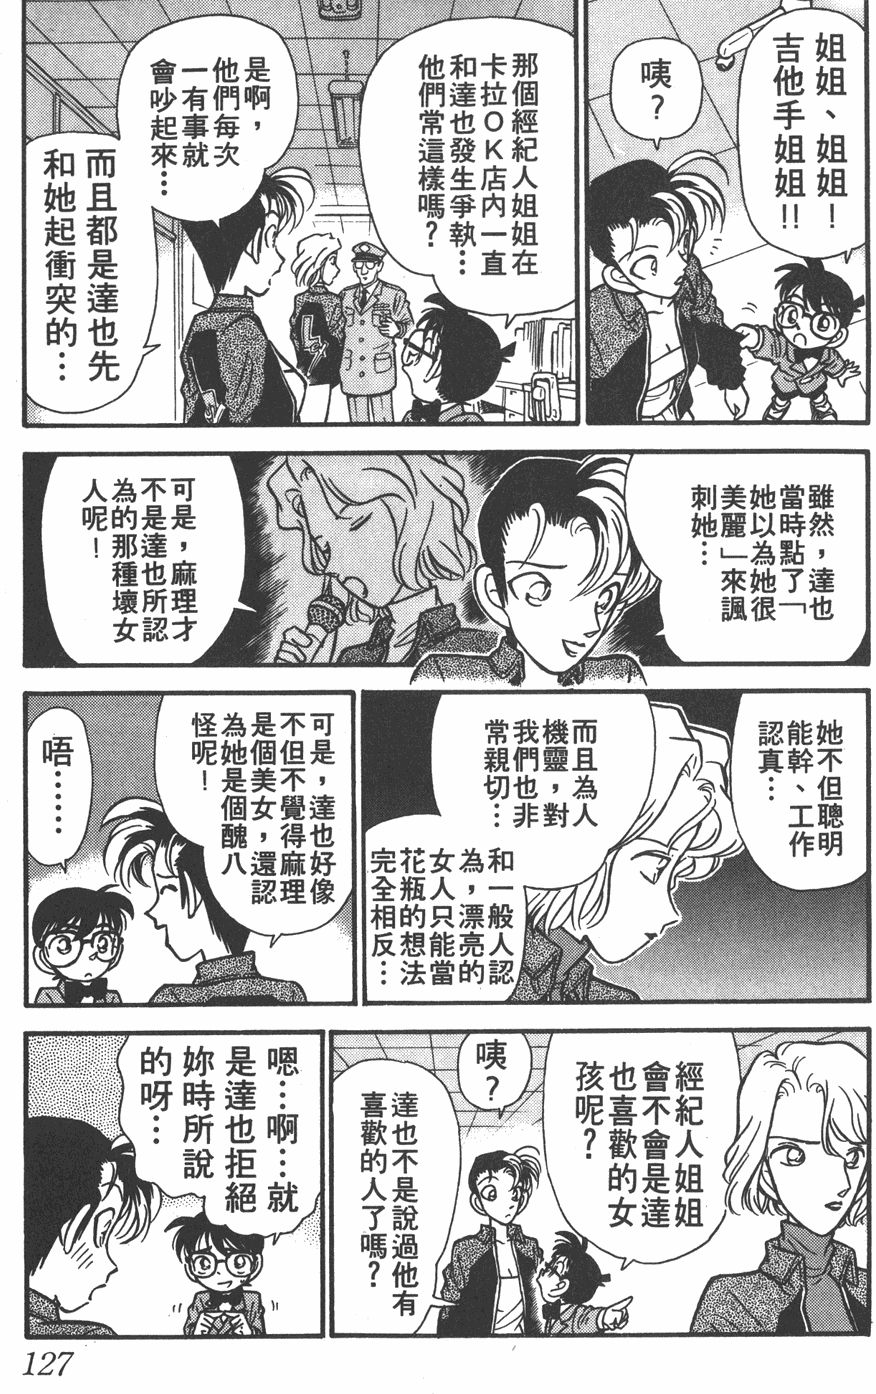 姐姐、姐姐！
吉他手姐姐!!
咦？
那個經紀人姐姐在
卡拉OK店內一直
和達也發生爭執…
他們常這樣嗎？
是啊，
他們每次
一有事就
會吵起來…
而且都是達也先
和她起衝突的…
雖然，達也
當時點了「
她以為她很
美麗」來諷
刺她…
可是，麻理才
不是達也所認
為的那種壞女
人呢！
她不但聰明
能幹、工作
認真…
而且為人
機靈，對
我們也非
常親切…
和一般人認
為，漂亮的
女人只能當
花瓶的想法
完全相反…
可是，達也好像
不但不覺得麻理
是個美女，還認
為她是個醜八
怪呢！
唔……
經紀人姐姐
會不會是達
也喜歡的女
孩呢？
咦？
達也不是說過他有
喜歡的人了嗎？
嗯…啊…就
是達也拒絕
妳時所說
的呀…
127